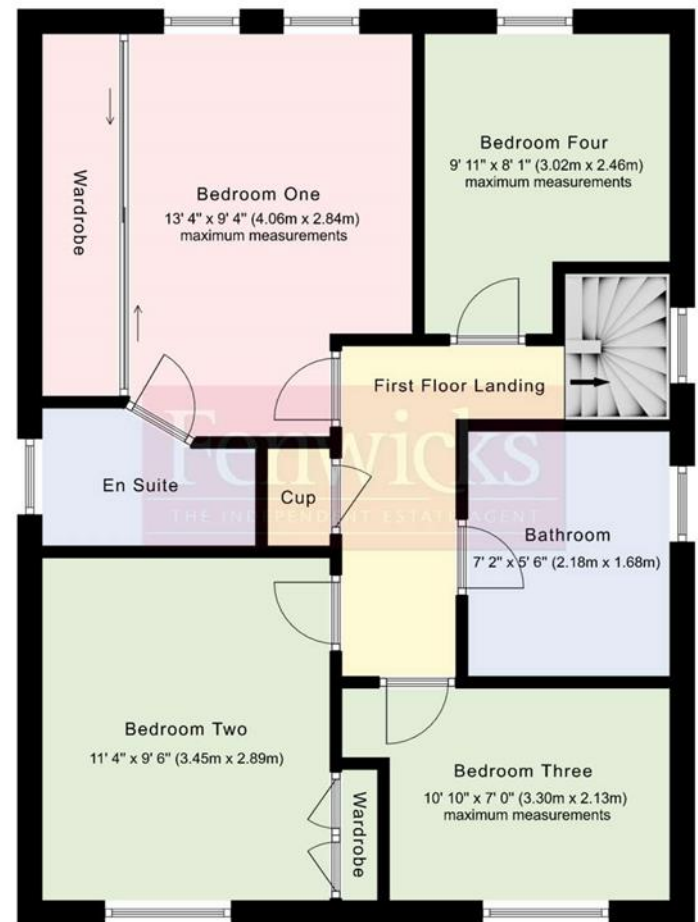 Bedroom One
13' 4" x 9' 4" (4.06m x 2.84m)
maximum measurements
Wardrobe
Bedroom Four
9' 11" x 8' 1" (3.02m x 2.46m)
maximum measurements
First Floor Landing
En Suite
Cup
Fenwicks
THE INDEPENDENT ESTATE AGENT
Bathroom
7' 2" x 5' 6" (2.18m x 1.68m)
Bedroom Two
11' 4" x 9' 6" (3.45m x 2.89m)
Wardrobe
Bedroom Three
10' 10" x 7' 0" (3.30m x 2.13m)
maximum measurements